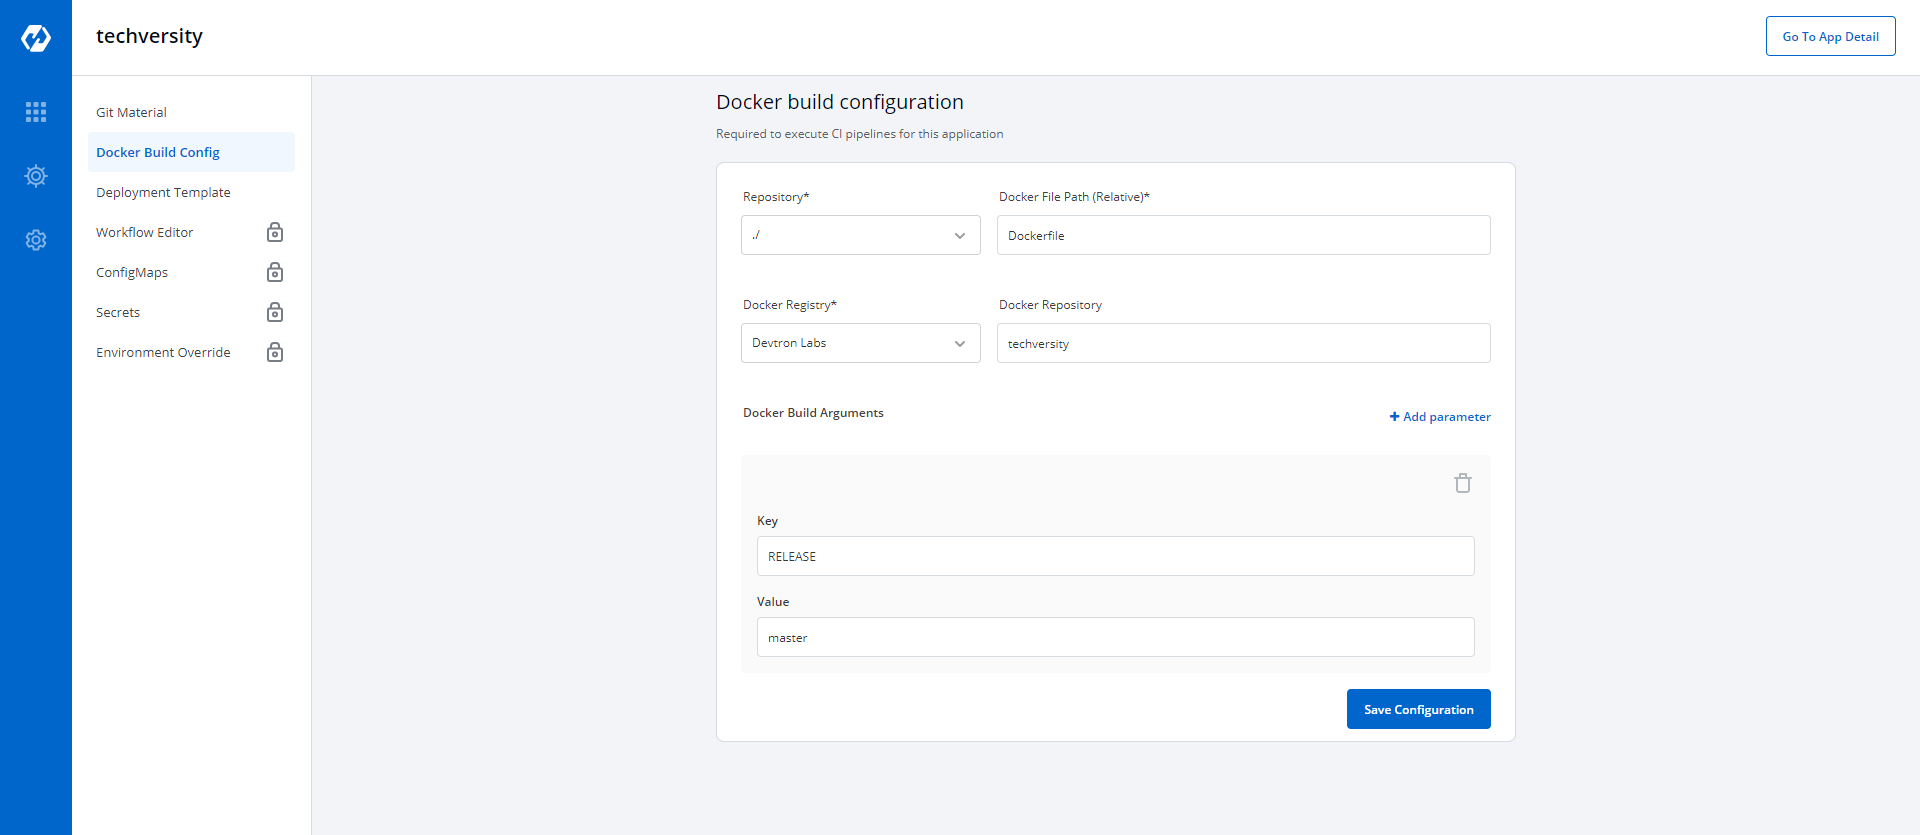 techversity
Go To App Detail
Git Material
Docker Build Config
Deployment Template
Workflow Editor
ConfigMaps
Secrets
Environment Override
Docker build configuration
Required to execute CI pipelines for this application
Repository*
Docker File Path (Relative)*
./
Dockerfile
Docker Registry*
Docker Repository
Devtron Labs
techversity
Docker Build Arguments
+ Add parameter
Key
RELEASE
Value
master
Save Configuration